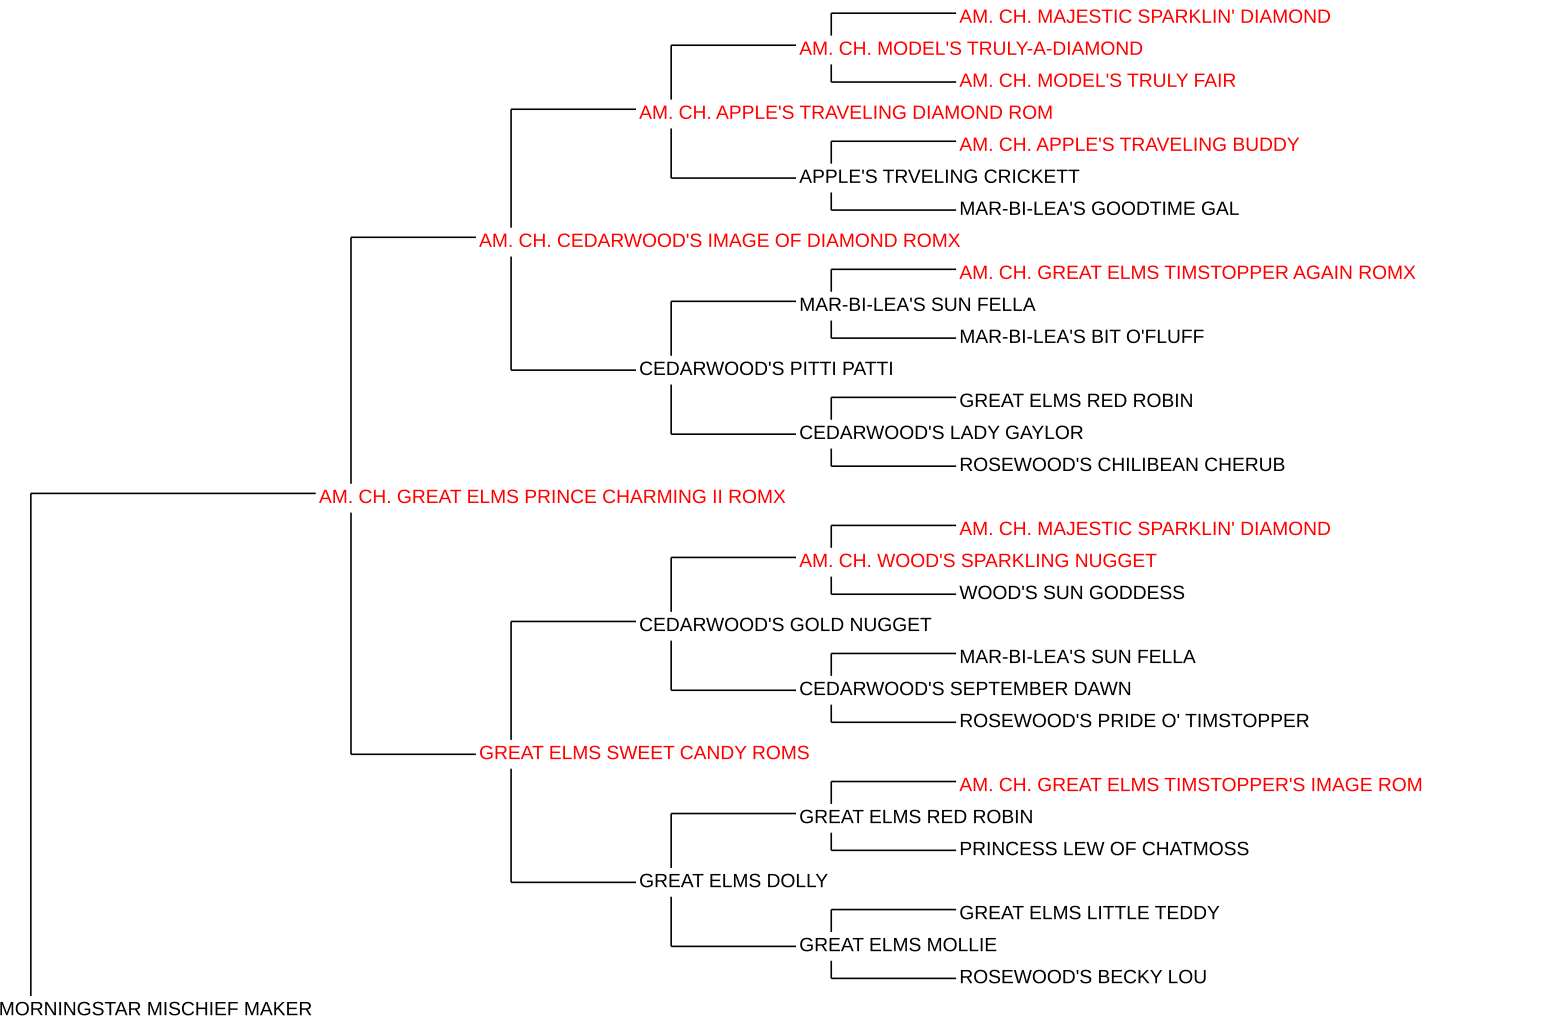 AM. CH. MAJESTIC SPARKLIN' DIAMOND
AM. CH. MODEL'S TRULY-A-DIAMOND
AM. CH. MODEL'S TRULY FAIR
AM. CH. APPLE'S TRAVELING DIAMOND ROM
AM. CH. APPLE'S TRAVELING BUDDY
APPLE'S TRVELING CRICKETT
MAR-BI-LEA'S GOODTIME GAL
AM. CH. CEDARWOOD'S IMAGE OF DIAMOND ROMX
AM. CH. GREAT ELMS TIMSTOPPER AGAIN ROMX
MAR-BI-LEA'S SUN FELLA
MAR-BI-LEA'S BIT O'FLUFF
CEDARWOOD'S PITTI PATTI
GREAT ELMS RED ROBIN
CEDARWOOD'S LADY GAYLOR
ROSEWOOD'S CHILIBEAN CHERUB
AM. CH. GREAT ELMS PRINCE CHARMING II ROMX
AM. CH. MAJESTIC SPARKLIN' DIAMOND
AM. CH. WOOD'S SPARKLING NUGGET
WOOD'S SUN GODDESS
CEDARWOOD'S GOLD NUGGET
MAR-BI-LEA'S SUN FELLA
CEDARWOOD'S SEPTEMBER DAWN
ROSEWOOD'S PRIDE O' TIMSTOPPER
GREAT ELMS SWEET CANDY ROMS
AM. CH. GREAT ELMS TIMSTOPPER'S IMAGE ROM
GREAT ELMS RED ROBIN
PRINCESS LEW OF CHATMOSS
GREAT ELMS DOLLY
GREAT ELMS LITTLE TEDDY
GREAT ELMS MOLLIE
ROSEWOOD'S BECKY LOU
MORNINGSTAR MISCHIEF MAKER